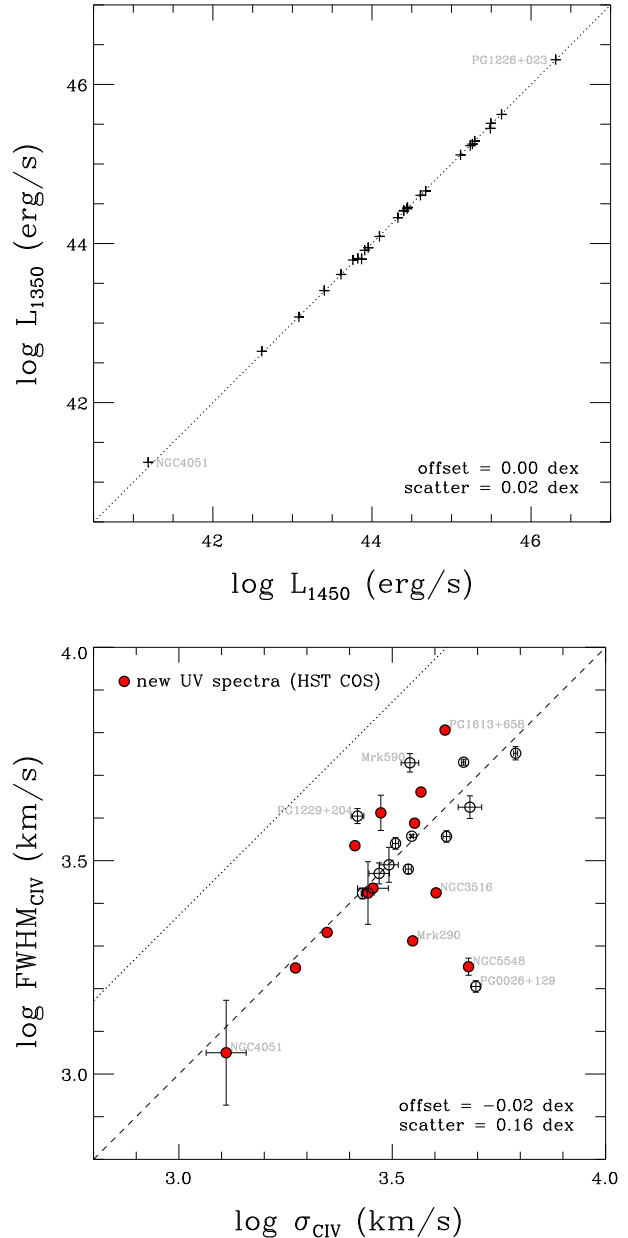 PG1226+023
46
44
42
log L1350 (erg/s)
NGC4051
offset = 0.00 dex
scatter = 0.02 dex
42
44
46
log L1450 (erg/s)
4.0
new UV spectra (HST COS)
PG1613+658
Mrk590
PG1229+204
3.5
log FWHMCIV (km/s)
NGC3516
Mrk290
NGC5548
PG0026+129
NGC4051
3.0
offset = −0.02 dex
scatter = 0.16 dex
3.0
3.5
4.0
log σCIV (km/s)